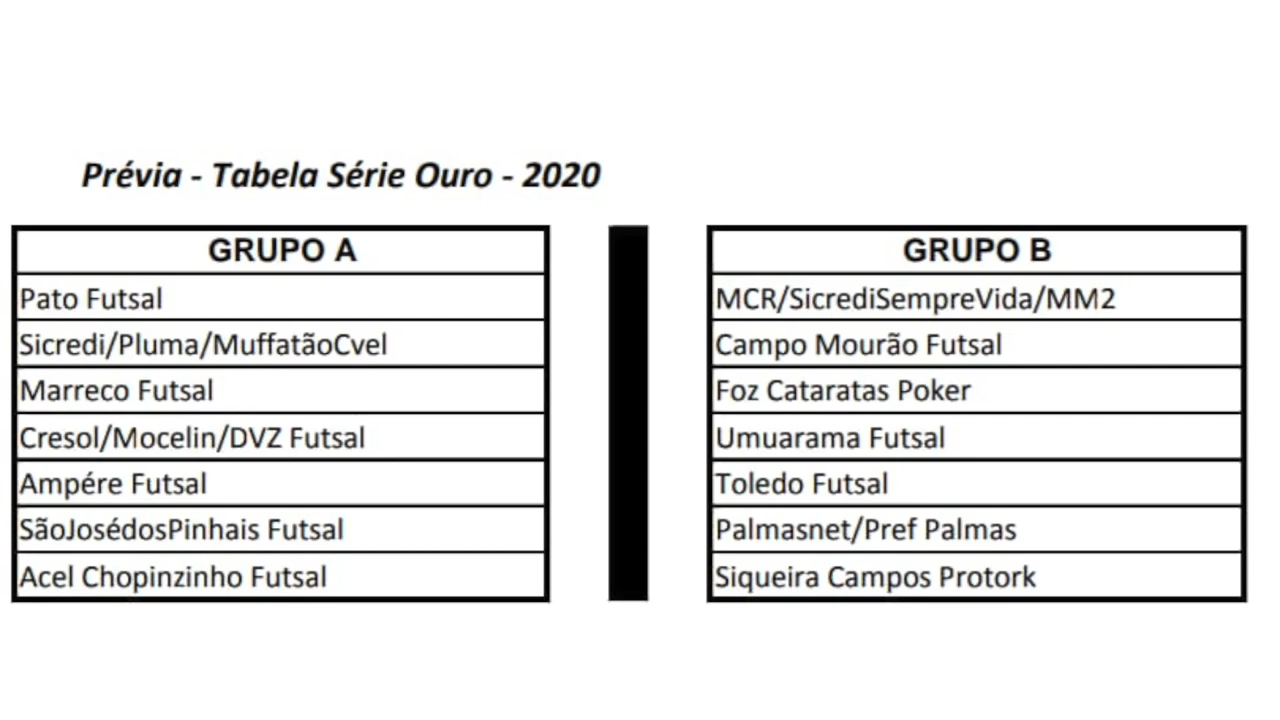 Prévia - Tabela Série Ouro - 2020
GRUPO A
Pato Futsal
Sicredi/Pluma/MuffatãoCvel
Marreco Futsal
Cresol/Mocelin/DVZ Futsal
Ampére Futsal
SãoJosédosPinhais Futsal
Acel Chopinzinho Futsal
GRUPO B
MCR/SicrediSempreVida/MM2
Campo Mourão Futsal
Foz Cataratas Poker
Umuarama Futsal
Toledo Futsal
Palmasnet/Pref Palmas
Siqueira Campos Protork